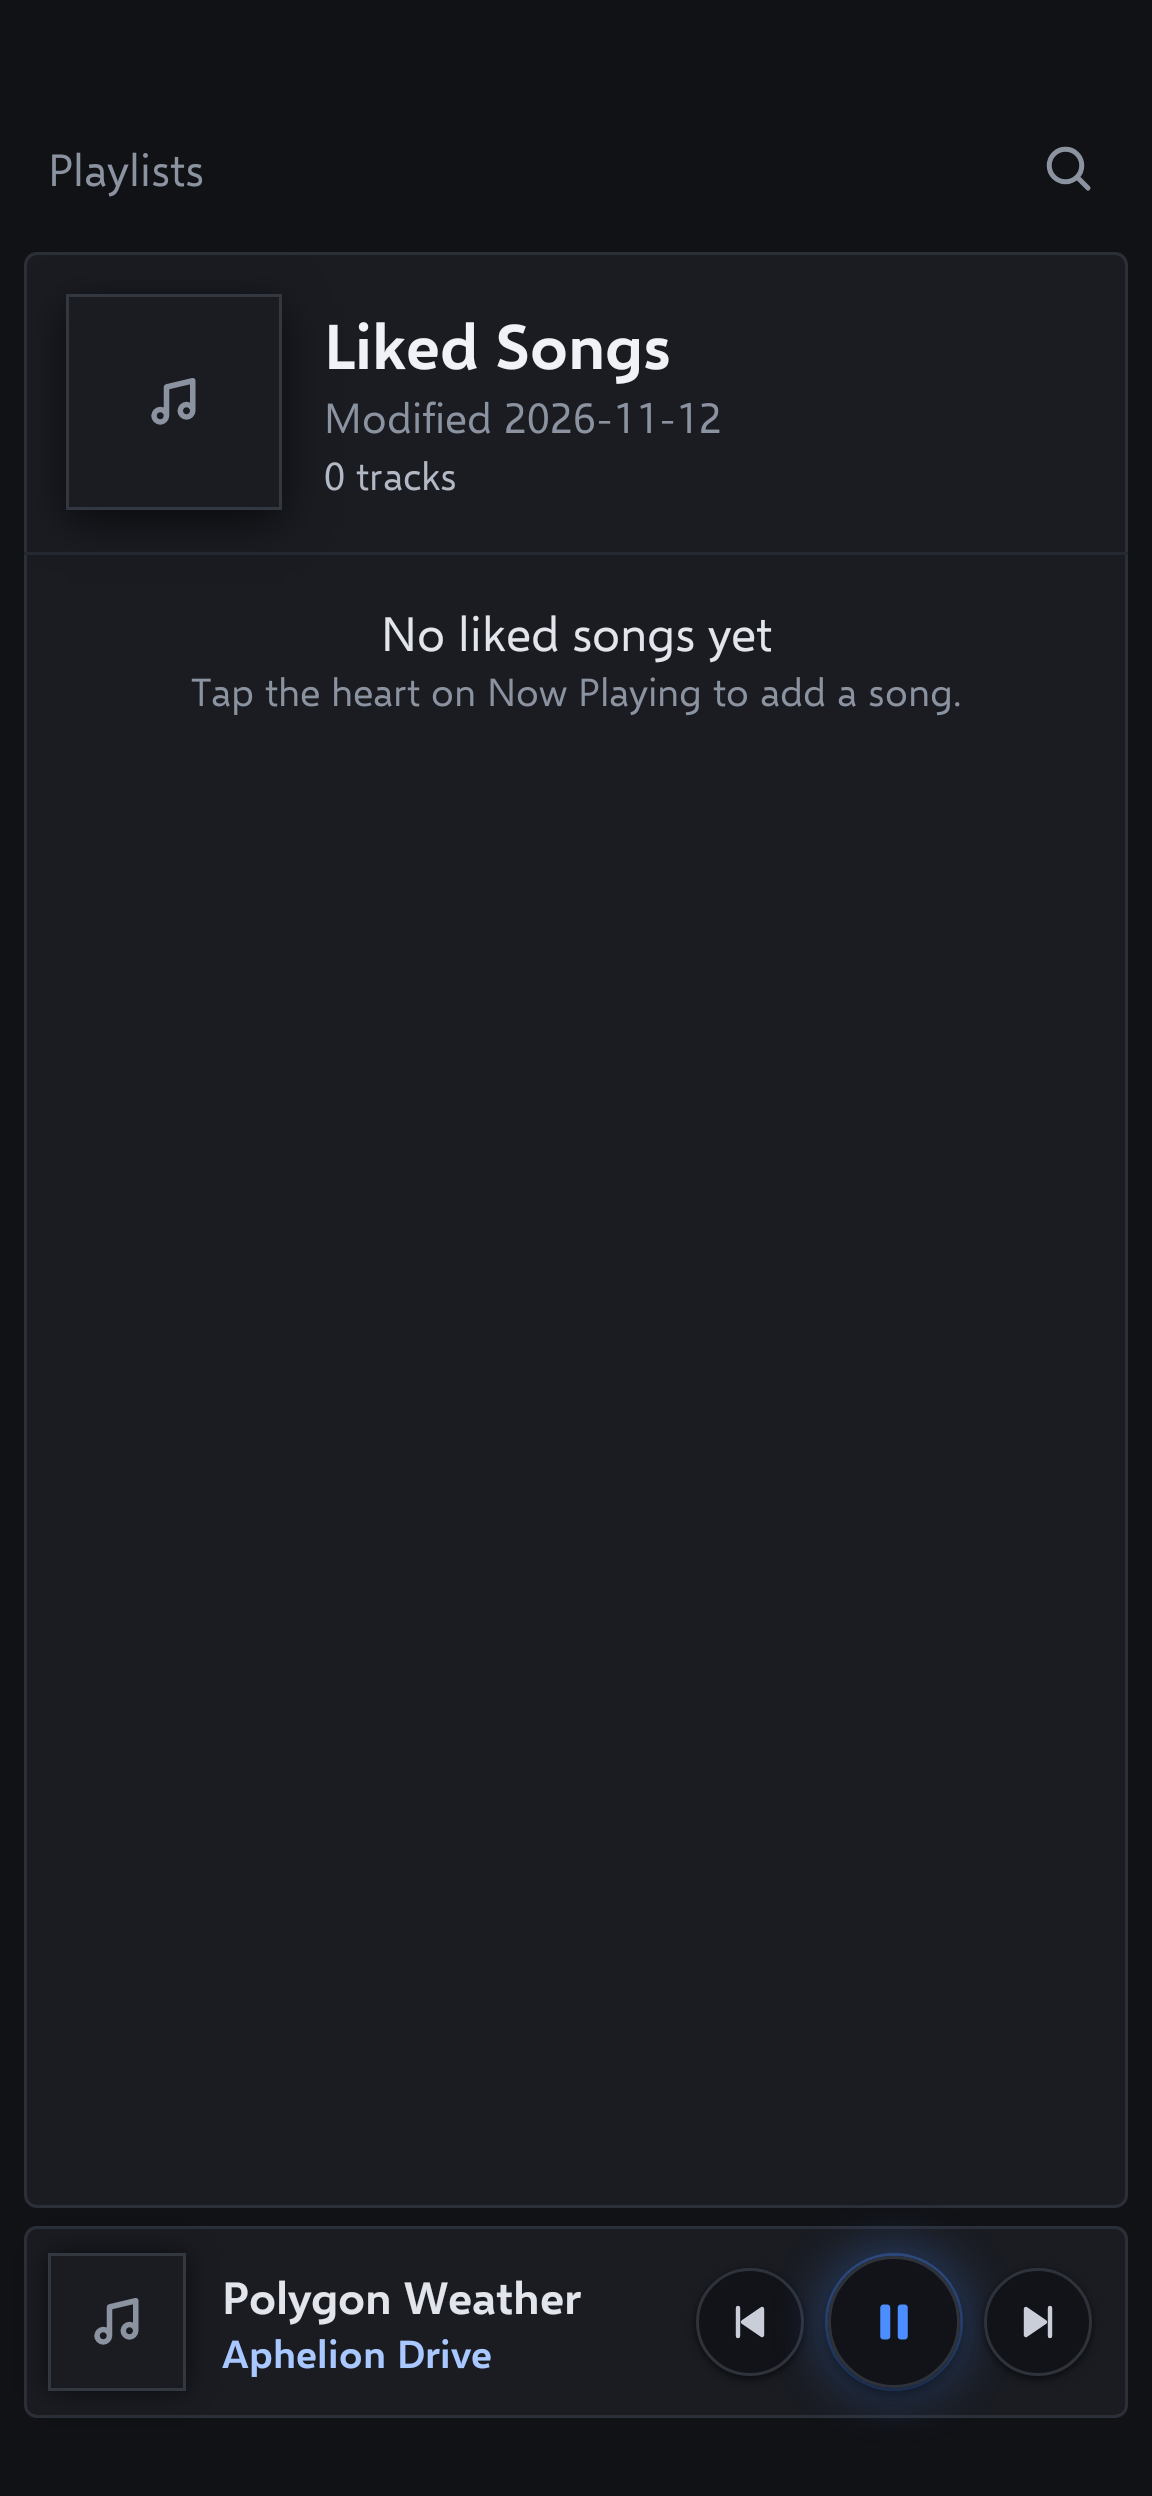 Playlists
Liked Songs
Modified 2026-11-12
0 tracks
No liked songs yet
Tap the heart on Now Playing to add a song.
Polygon Weather
Aphelion Drive